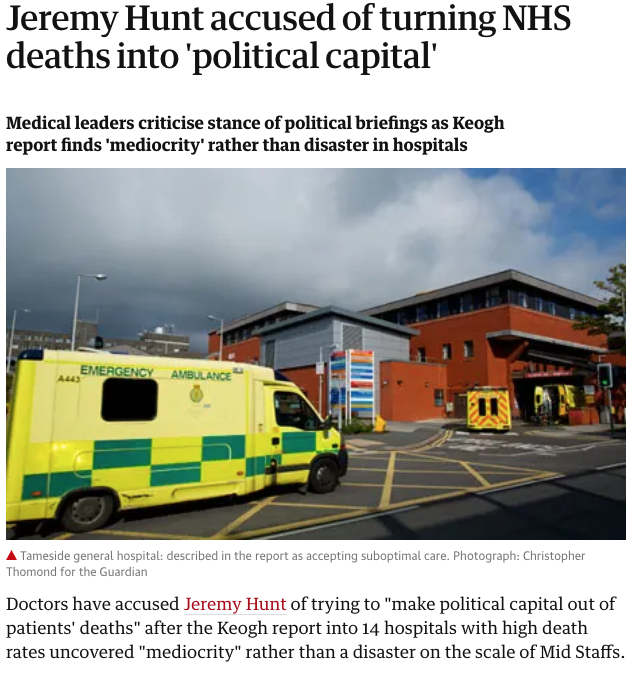 Jeremy Hunt accused of turning NHS
deaths into 'political capital'
Medical leaders criticise stance of political briefings as Keogh
report finds 'mediocrity' rather than disaster in hospitals
A443
EMERGENCY AMBULANCE
Tameside general hospital: described in the report as accepting suboptimal care. Photograph: Christopher
Thomond for the Guardian
Doctors have accused Jeremy Hunt of trying to "make political capital out of
patients' deaths" after the Keogh report into 14 hospitals with high death
rates uncovered "mediocrity" rather than a disaster on the scale of Mid Staffs.